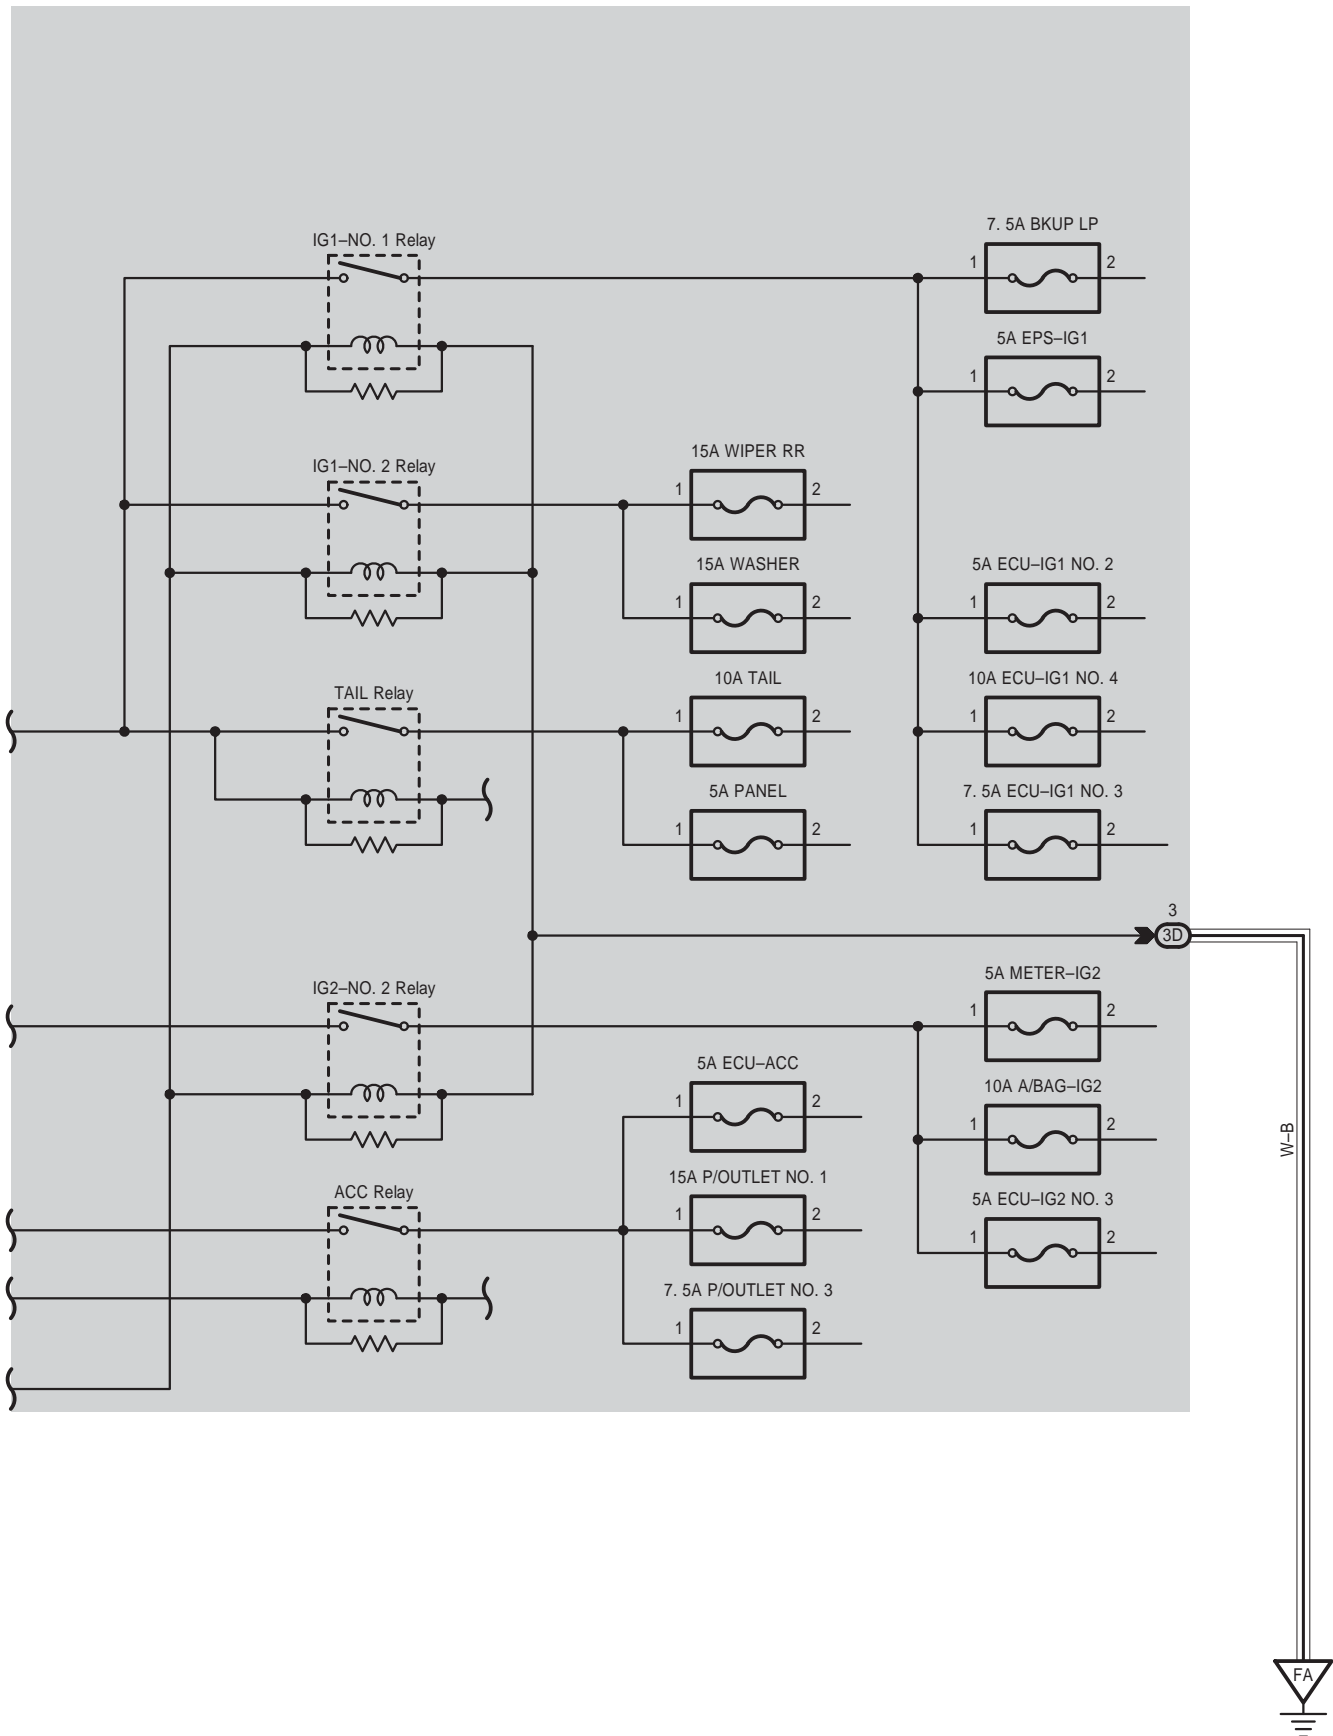 7. 5A BKUP LP
IG1–NO. 1 Relay
1 2
5A EPS–IG1
1 2
15A WIPER RR
IG1–NO. 2 Relay
1 2
15A WASHER 5A ECU–IG1 NO. 2
1 2 1 2
10A TAIL 10A ECU–IG1 NO. 4
TAIL Relay
1 2 1 2
5A PANEL 7. 5A ECU–IG1 NO. 3
1 2 1 2
3
3D
5A METER–IG2
IG2–NO. 2 Relay
1 2
5A ECU–ACC
10A A/BAG–IG2
1 2
1 2
W–B
15A P/OUTLET NO. 1
ACC Relay
5A ECU–IG2 NO. 3
1 2
1 2
7. 5A P/OUTLET NO. 3
1 2
FA